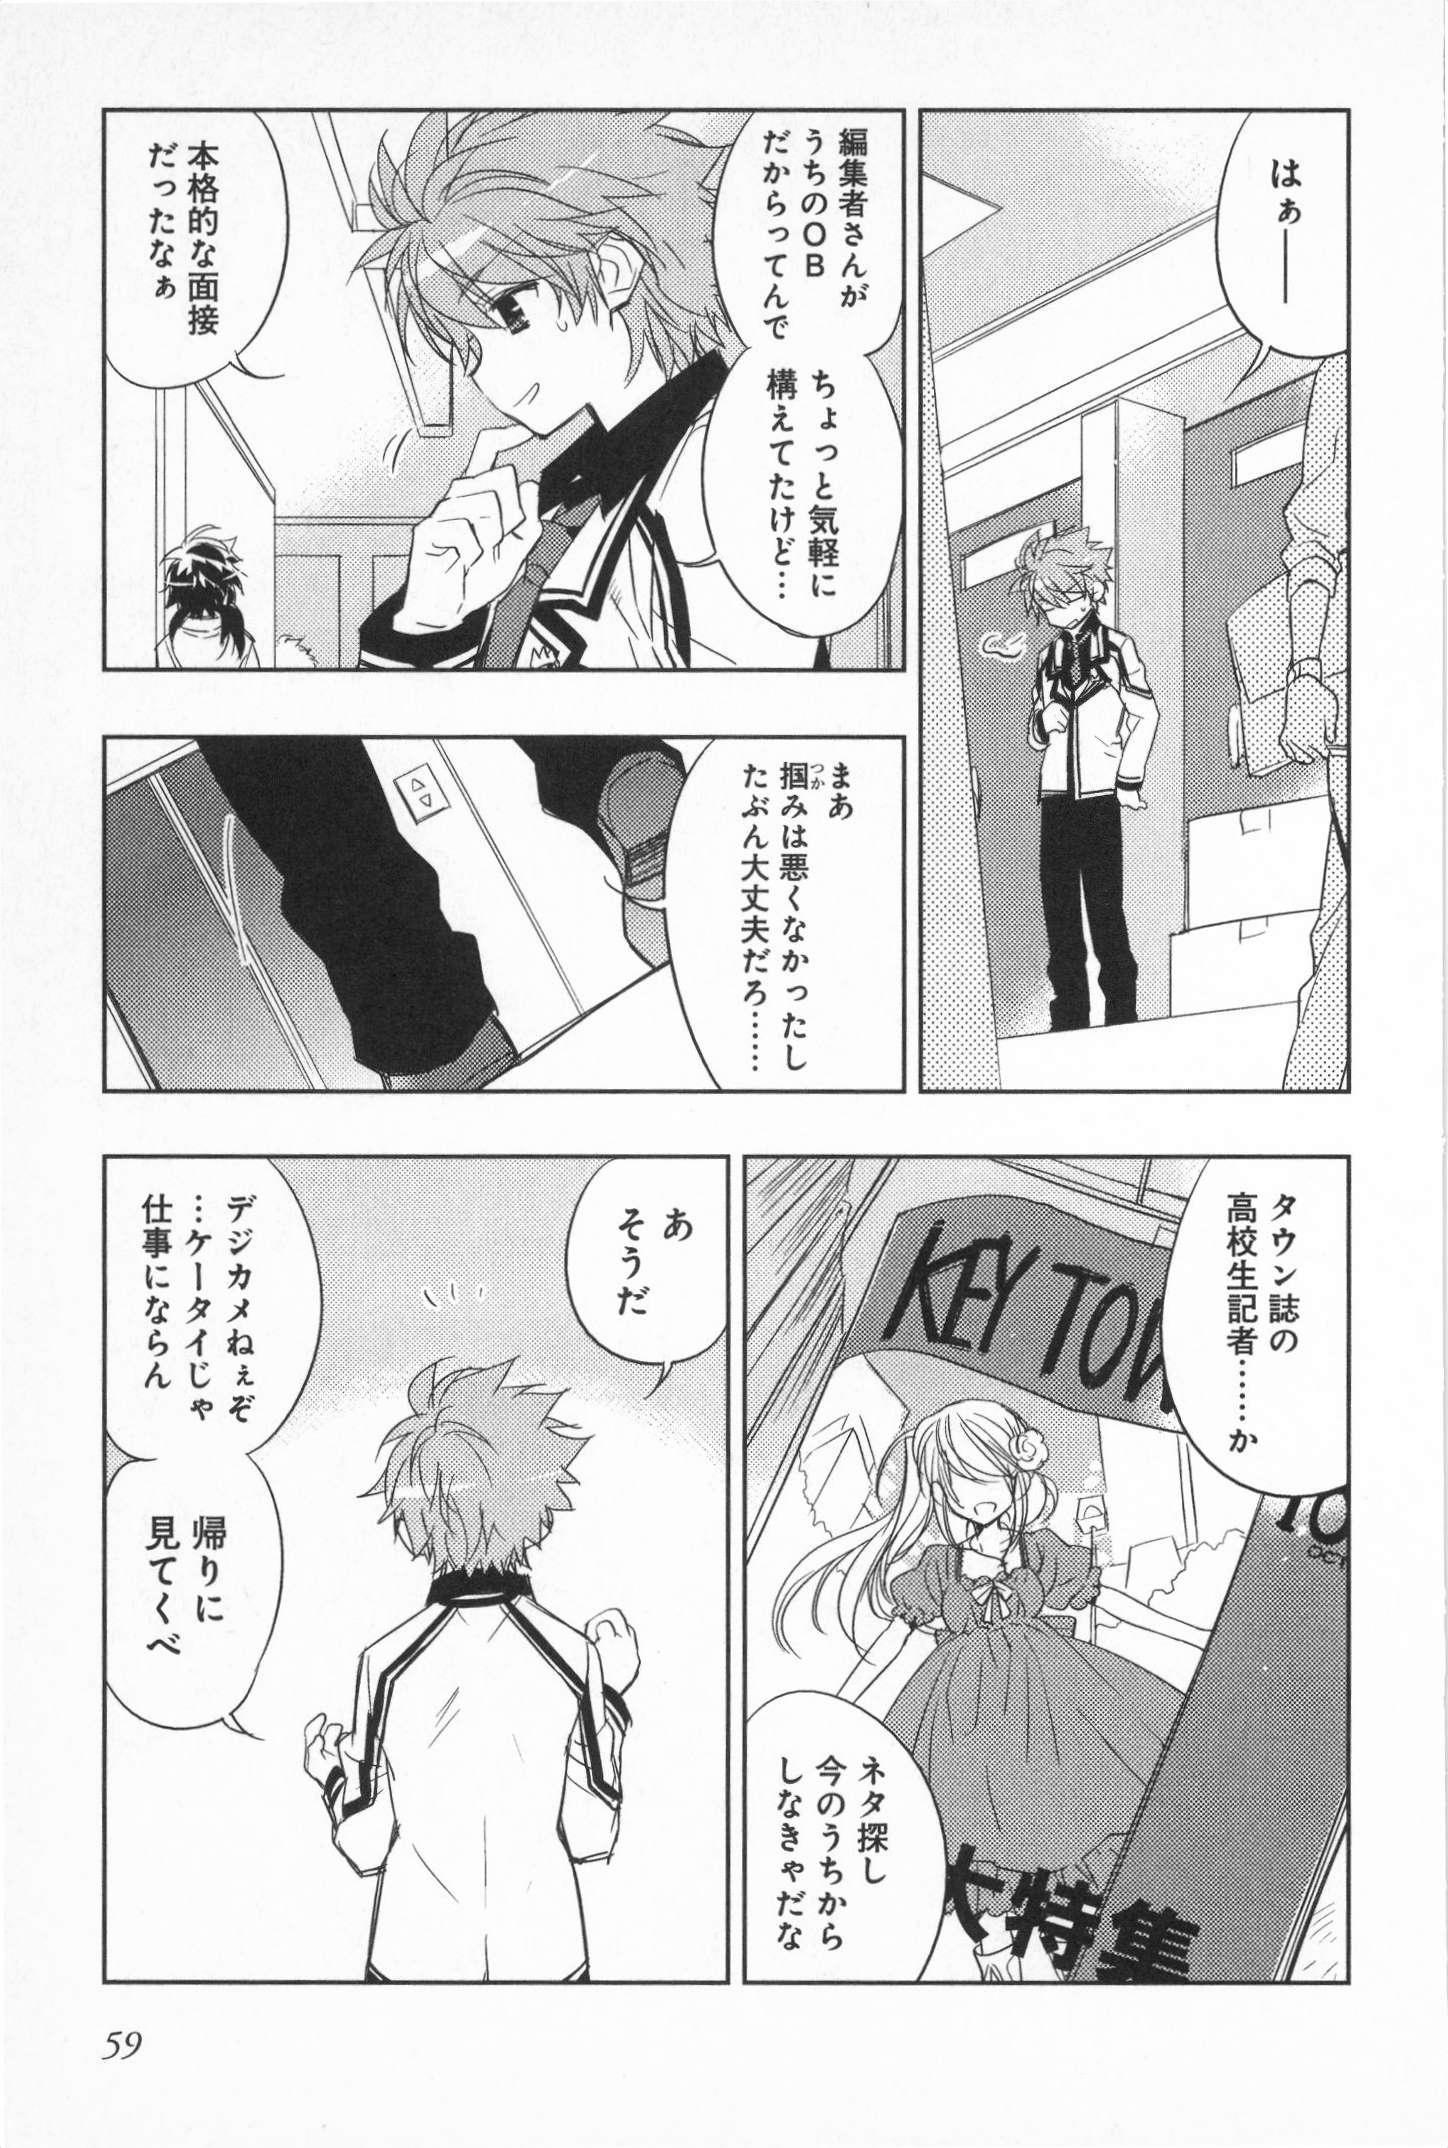 はぁ──
編集者さんが
うちのOB
だからってんで
ちょっと気軽に
構えてたけど…
本格的な面接
だったなぁ
まあ
掴みは悪くなかったし
つか
たぶん大丈夫だろ……
タウン誌の
高校生記者……か
KEY TOW
TO
OCT
大特集
ネタ探し
今のうちから
しなきゃだな
あ
そうだ
デジカメねぇぞ
…ケータイじゃ
仕事にならん
帰りに
見てくべ
59